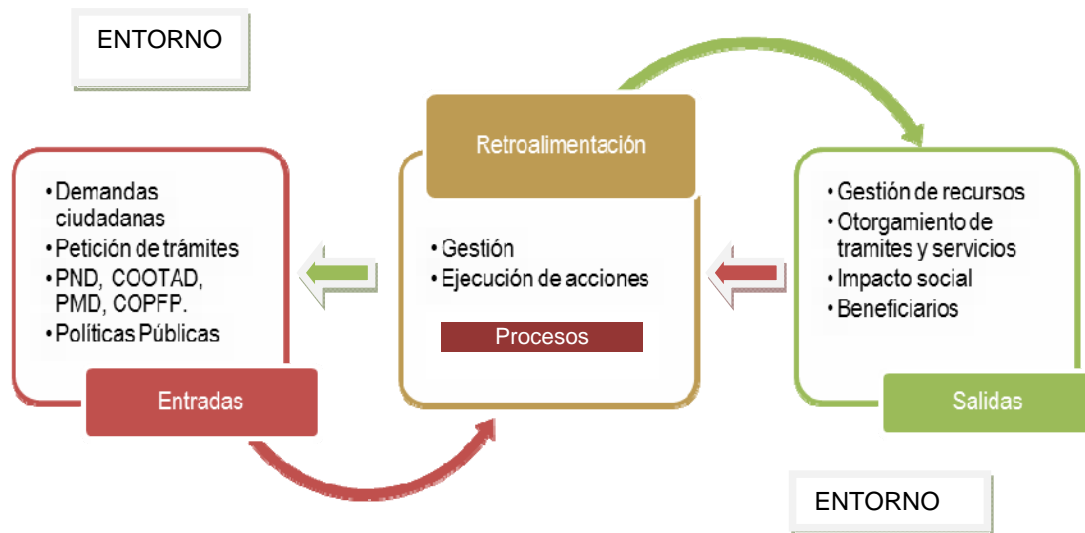 ENTORNO
• Demandas
ciudadanas
• Petición de trámites
• PND, COOTAD,
PMD, COPFP.
• Políticas Públicas
Entradas
Retroalimentación
• Gestión
• Ejecución de acciones
Procesos
• Gestión de recursos
• Otorgamiento de
tramites y servicios
• Impacto social
• Beneficiarios
Salidas
ENTORNO